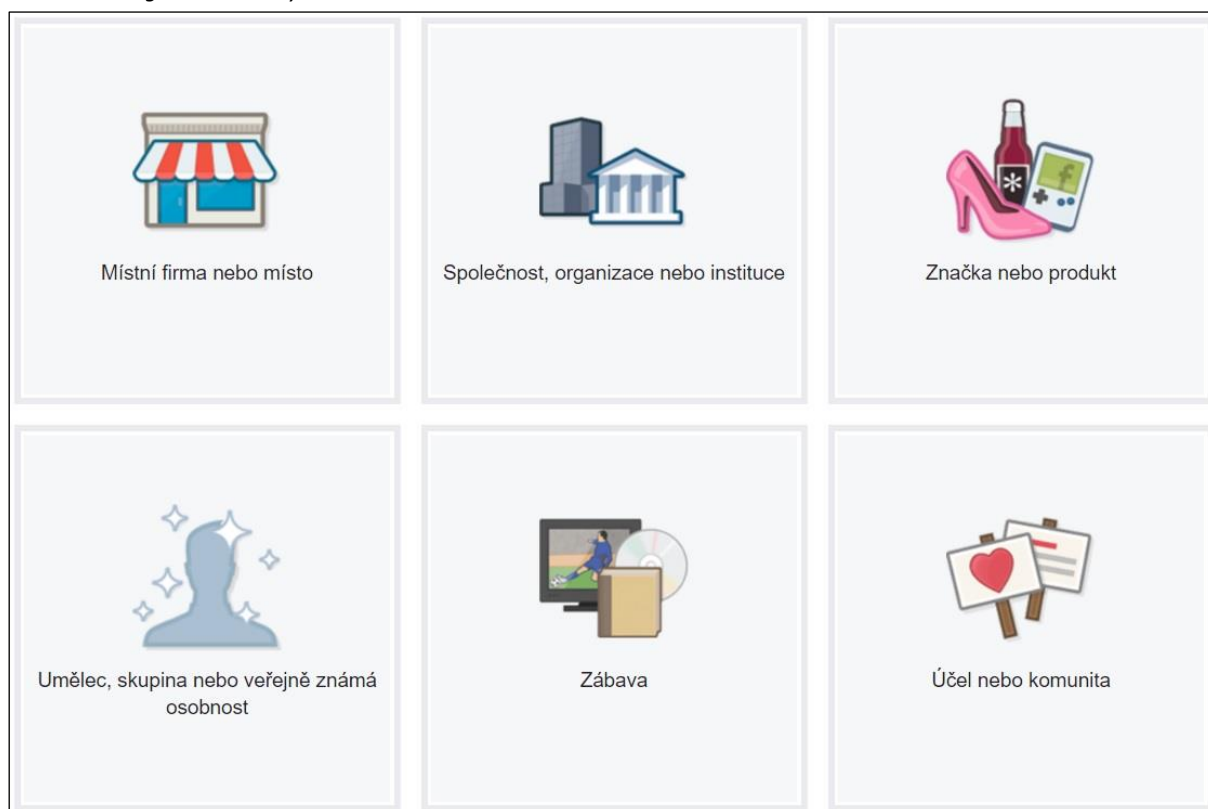 Místní firma nebo místo
Společnost, organizace nebo instituce
Značka nebo produkt
Umělec, skupina nebo veřejně známá
osobnost
Zábava
Účel nebo komunita